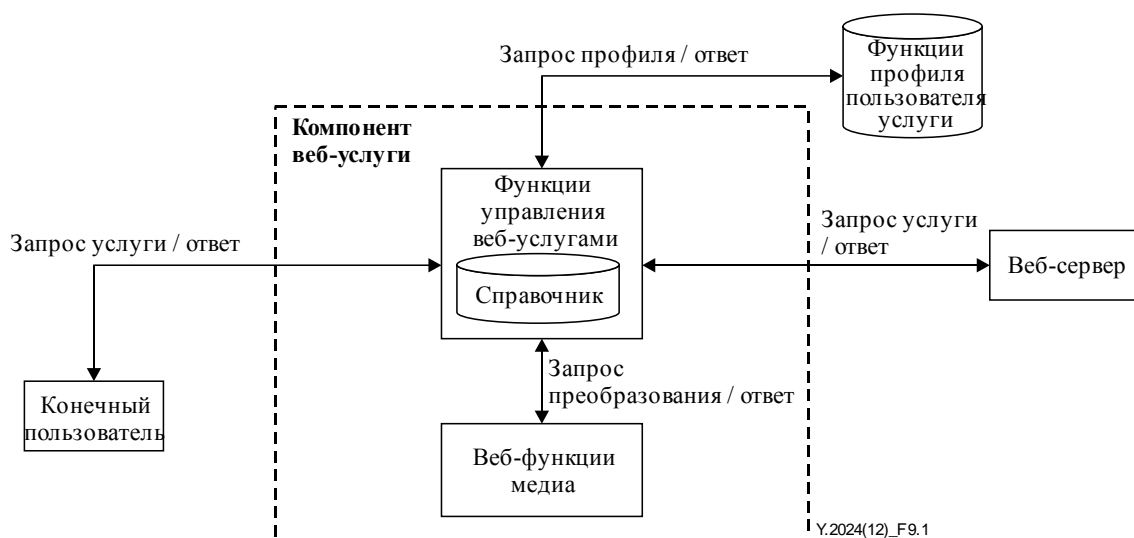 Запрос профиля / ответ
Функции
профиля
пользователя
услуги
Компонент
веб-услуги
Функции
управления
веб-услугами
Справочник
Запрос услуги / ответ
Запрос услуги
/ ответ
Веб-сервер
Запрос
преобразования / ответ
Конечный
пользователь
Веб-функции
медиа
Y.2024(12)_F9.1